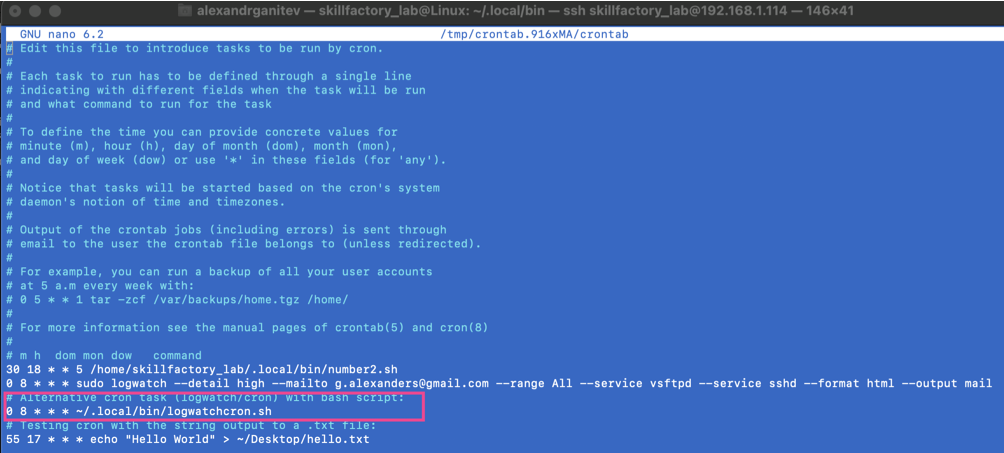 alexandrganitev — skillfactory_lab@Linux: ~/.local/bin — ssh skillfactory_lab@192.168.1.114 — 146×41
GNU nano 6.2 /tmp/crontab.916xMA/crontab
# Edit this file to introduce tasks to be run by cron.
#
# Each task to run has to be defined through a single line
# indicating with different fields when the task will be run
# and what command to run for the task
#
# To define the time you can provide concrete values for
# minute (m), hour (h), day of month (dom), month (mon),
# and day of week (dow) or use '*' in these fields (for 'any').
#
# Notice that tasks will be started based on the cron's system
# daemon's notion of time and timezones.
#
# Output of the crontab jobs (including errors) is sent through
# email to the user the crontab file belongs to (unless redirected).
#
# For example, you can run a backup of all your user accounts
# at 5 a.m every week with:
# 0 5 * * 1 tar -zcf /var/backups/home.tgz /home/
#
# For more information see the manual pages of crontab(5) and cron(8)
#
# m h  dom mon dow   command
30 18 * * 5 /home/skillfactory_lab/.local/bin/number2.sh
0 8 * * * sudo logwatch --detail high --mailto g.alexanders@gmail.com --range All --service vsftpd --service sshd --format html --output mail
# Alternative cron task (logwatch/cron) with bash script:
0 8 * * * ~/.local/bin/logwatchcron.sh
# Testing cron with the string output to a .txt file:
55 17 * * * echo "Hello World" > ~/Desktop/hello.txt